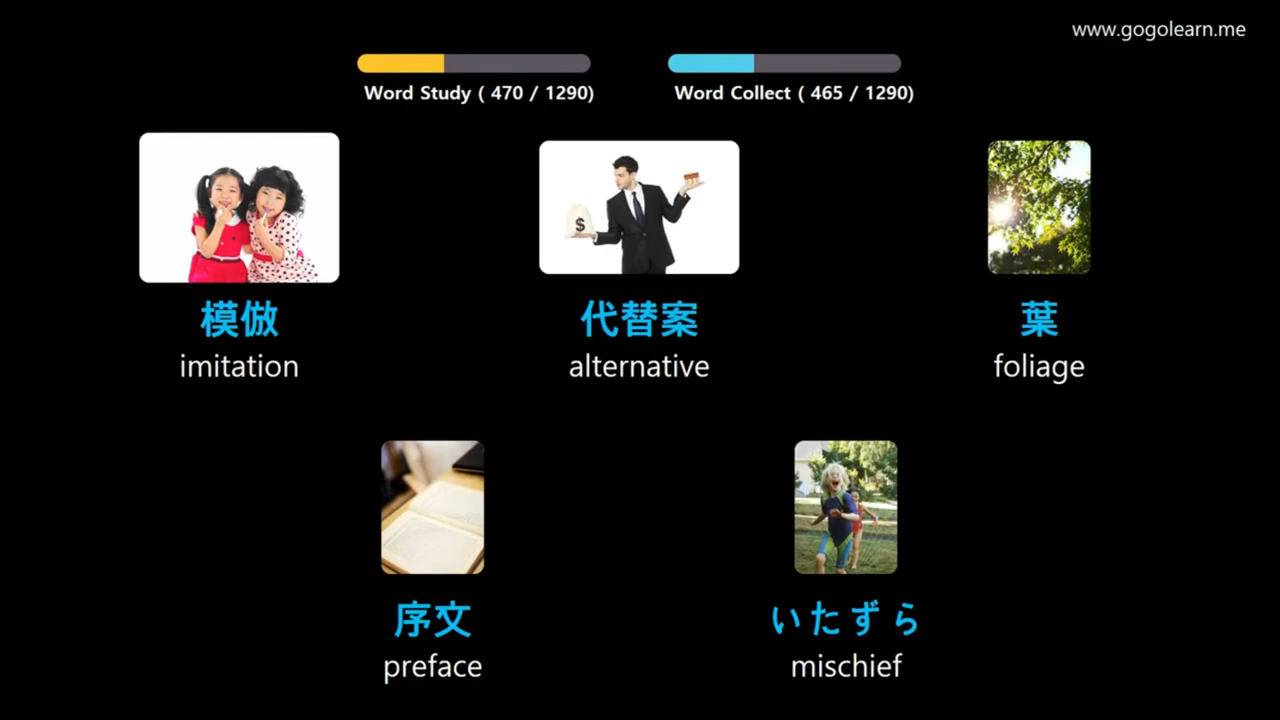 www.gogolearn.me
Word Study ( 470 / 1290)
Word Collect ( 465 / 1290)
$
模倣
imitation
代替案
alternative
葉
foliage
序文
preface
いたずら
mischief